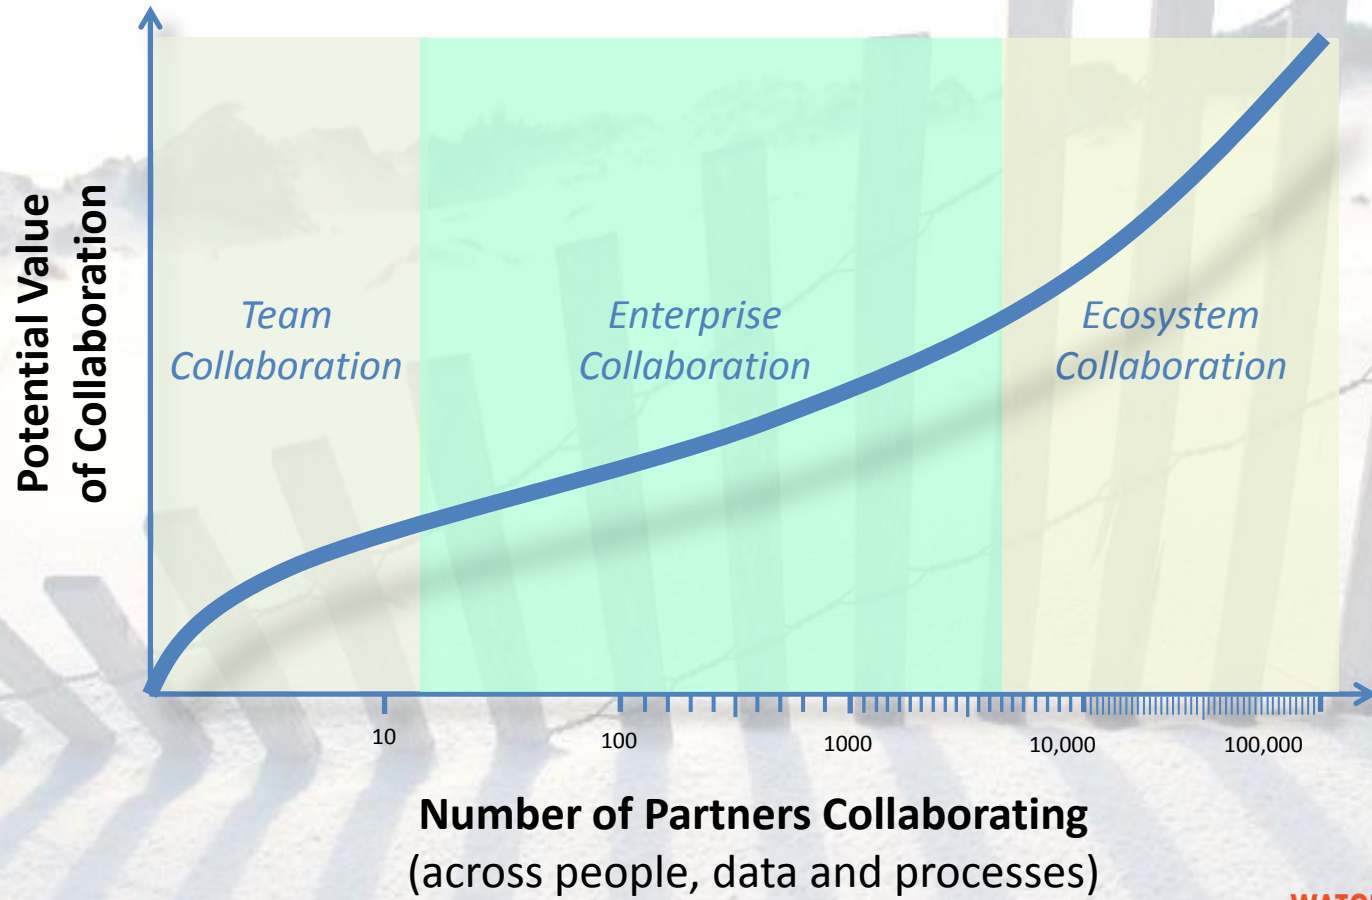 Potential Value
of Collaboration
Team
Collaboration
Enterprise
Collaboration
Ecosystem
Collaboration
10
100
1000
10,000
100,000
Number of Partners Collaborating
(across people, data and processes)